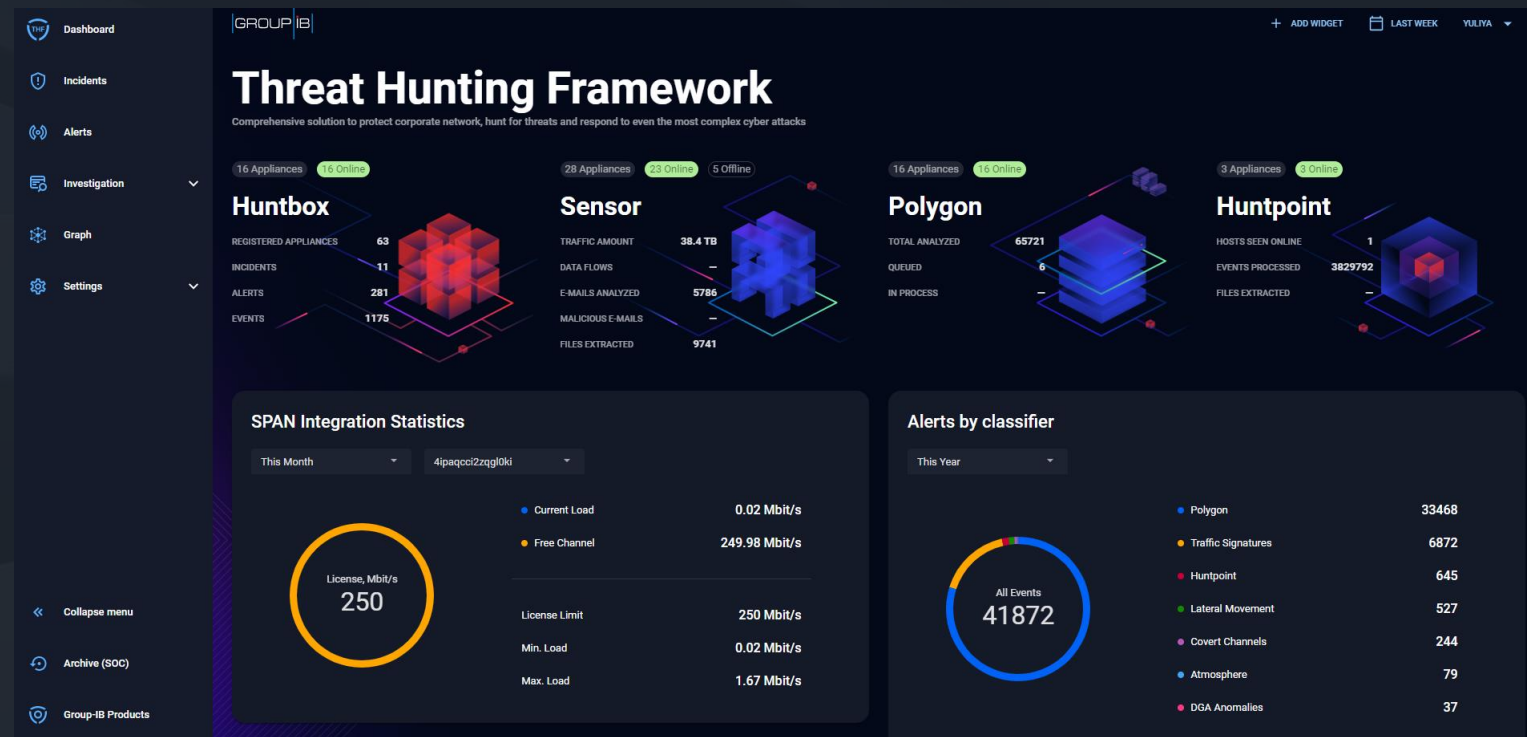 THF Dashboard
Incidents
Alerts
Investigation
Graph
Settings
Collapse menu
Archive (SOC)
Group-IB Products
GROUP IB
+ ADD WIDGET LAST WEEK YULIYA
Threat Hunting Framework
Comprehensive solution to protect corporate network, hunt for threats and respond to even the most complex cyber attacks
16 Appliances 16 Online
Huntbox
REGISTERED APPLIANCES 63
INCIDENTS 11
ALERTS 281
EVENTS 1175
28 Appliances 23 Online 5 Offline
Sensor
TRAFFIC AMOUNT 38.4 TB
DATA FLOWS –
E-MAILS ANALYZED 5786
MALICIOUS E-MAILS –
FILES EXTRACTED 9741
16 Appliances 16 Online
Polygon
TOTAL ANALYZED 65721
QUEUED 6
IN PROCESS –
3 Appliances 3 Online
Huntpoint
HOSTS SEEN ONLINE 1
EVENTS PROCESSED 3829792
FILES EXTRACTED –
SPAN Integration Statistics
This Month 4ipaqcci2zqgl0ki
License, Mbit/s
250
Current Load 0.02 Mbit/s
Free Channel 249.98 Mbit/s
License Limit 250 Mbit/s
Min. Load 0.02 Mbit/s
Max. Load 1.67 Mbit/s
Alerts by classifier
This Year
All Events
41872
Polygon 33468
Traffic Signatures 6872
Huntpoint 645
Lateral Movement 527
Covert Channels 244
Atmosphere 79
DGA Anomalies 37